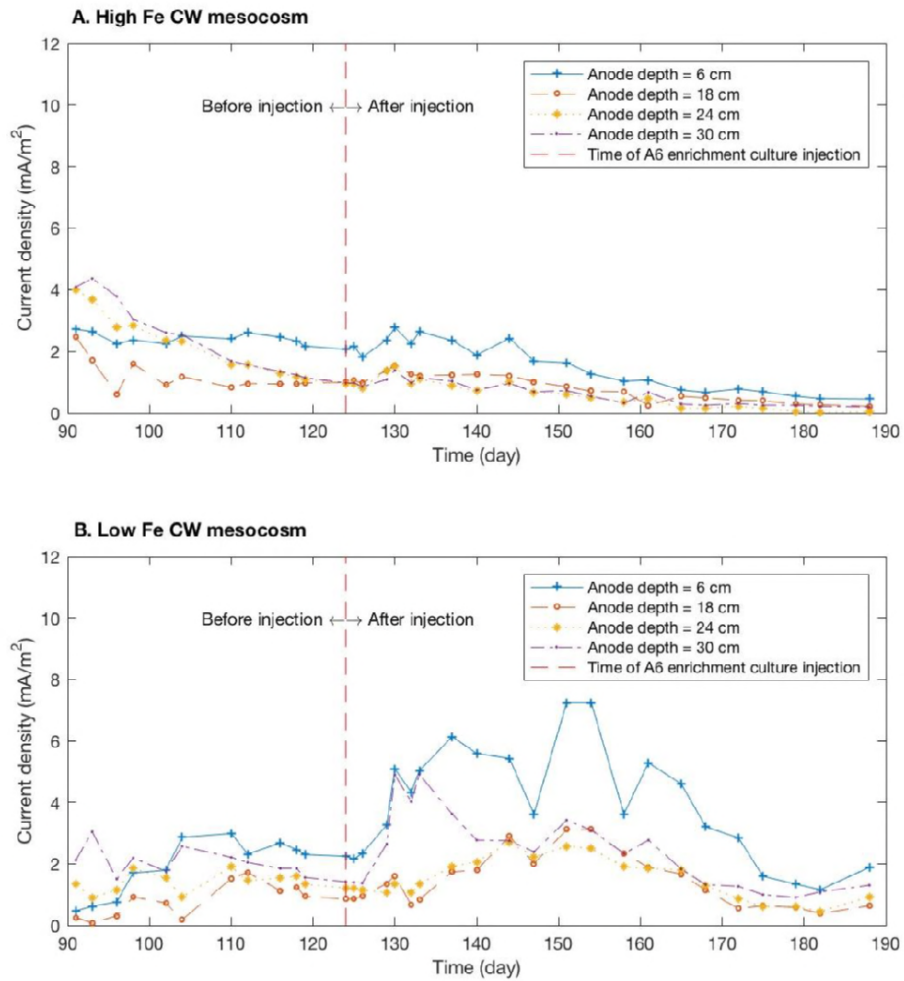 A. High Fe CW mesocosm
12
10
8
6
4
2
0
Current density (mA/m²)
Before injection ←→ After injection
Anode depth = 6 cm
Anode depth = 18 cm
Anode depth = 24 cm
Anode depth = 30 cm
Time of A6 enrichment culture injection
90 100 110 120 130 140 150 160 170 180 190
Time (day)
B. Low Fe CW mesocosm
12
10
8
6
4
2
0
Current density (mA/m²)
Before injection ←→ After injection
Anode depth = 6 cm
Anode depth = 18 cm
Anode depth = 24 cm
Anode depth = 30 cm
Time of A6 enrichment culture injection
90 100 110 120 130 140 150 160 170 180 190
Time (day)